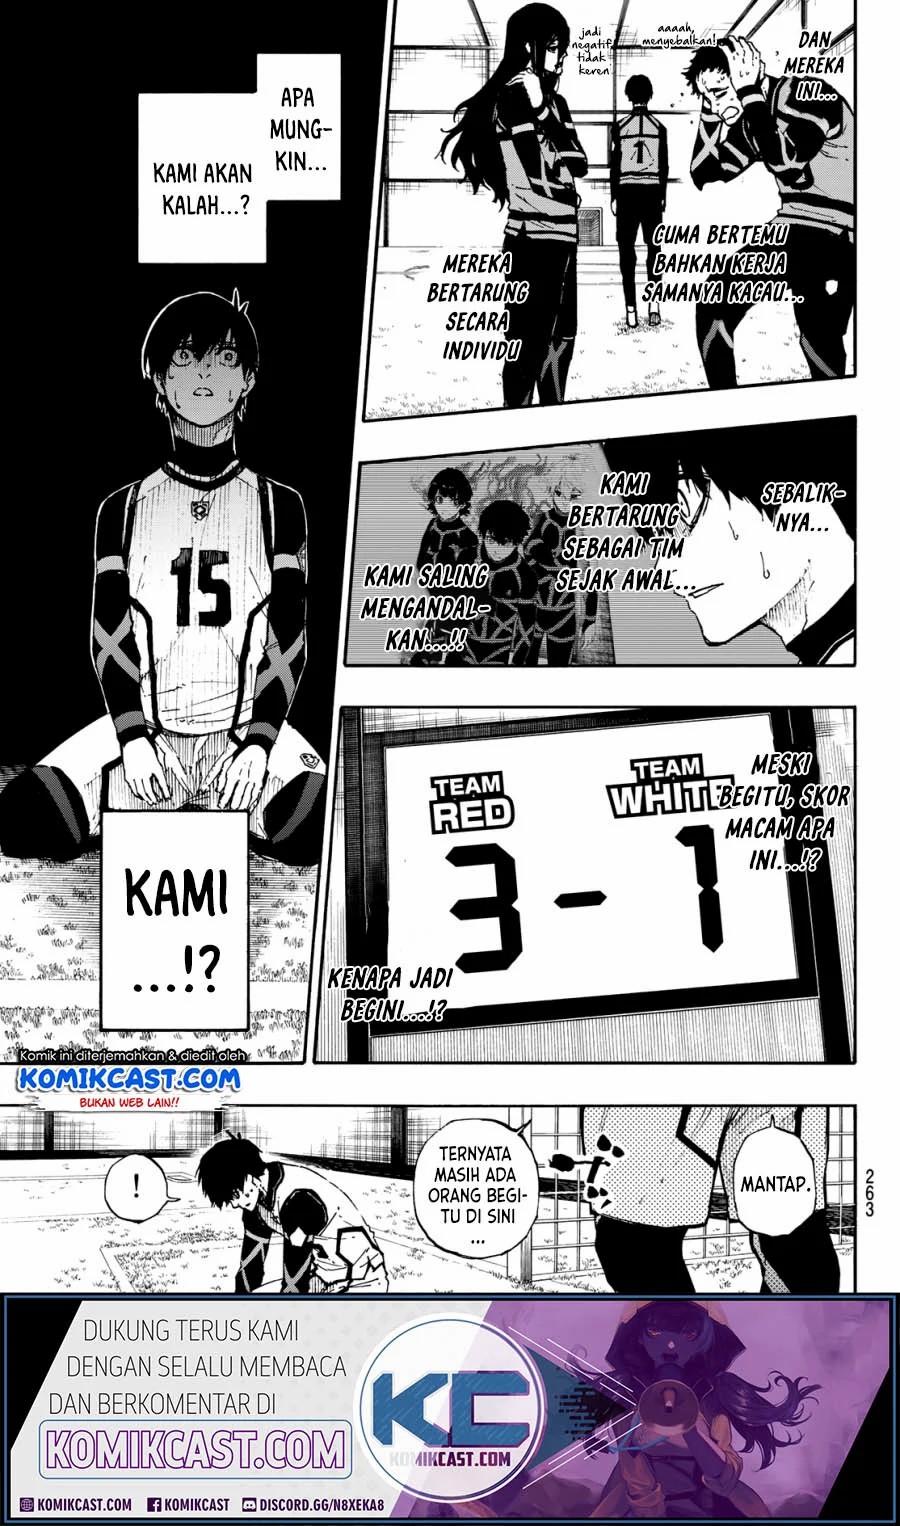 DAN
MEREKA
INI...
aaaah,
menyebalkan!
jadi
negatif
tidak
keren
1
CUMA BERTEMU
BAHKAN KERJA
SAMANYA KACAU...
MEREKA
BERTARUNG
SECARA
INDIVIDU
APA
MUNG-
KIN...
KAMI AKAN
KALAH...?
15
KAMI
...!?
SEBALIK-
NYA...
KAMI
BERTARUNG
SEBAGAI TIM
SEJAK AWAL...
KAMI SALING
MENGANDAL-
KAN...!!
TEAM
RED
TEAM
WHITE
3 - 1
MESKI
BEGITU, SKOR
MACAM APA
INI...!?
KENAPA JADI
BEGINI...!?
Komik ini diterjemahkan & diedit oleh
KOMIKCAST.COM
BUKAN WEB LAIN!!
MANTAP.
TERNYATA
MASIH ADA
ORANG BEGI-
TU DI SINI
...
!
263
DUKUNG TERUS KAMI
DENGAN SELALU MEMBACA
DAN BERKOMENTAR DI
KOMIKCAST.COM
KC
KOMIKCAST.COM
KOMIKCAST.COM
KOMIKCAST
DISCORD.GG/N8XEKA8